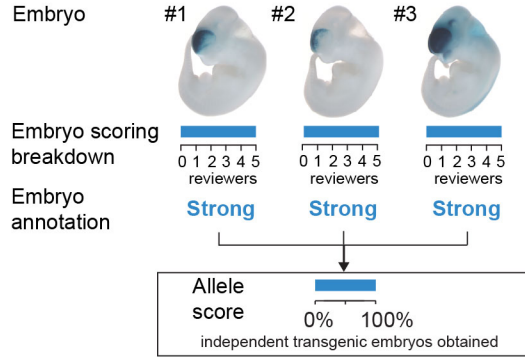 Embryo #1 #2 #3
Embryo scoring
breakdown
0 1 2 3 4 5 0 1 2 3 4 5 0 1 2 3 4 5
reviewers reviewers reviewers
Embryo
annotation
Strong Strong Strong
Allele
score
0% 100%
independent transgenic embryos obtained